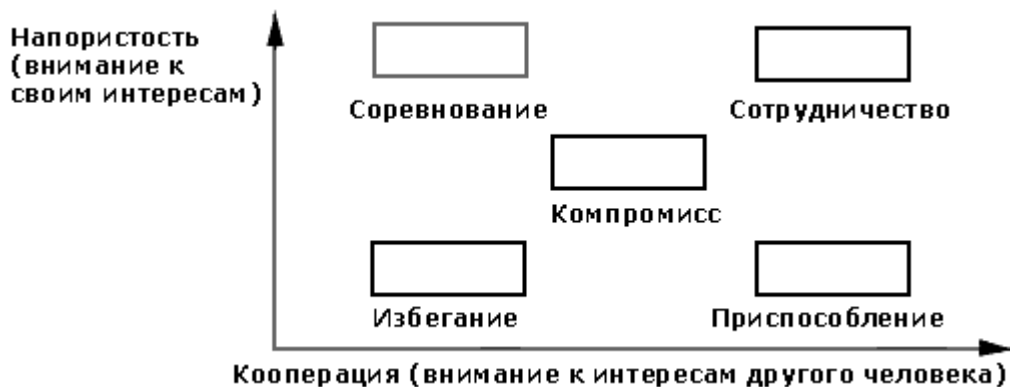 Напористость
(внимание к
своим интересам)
Соревнование
Сотрудничество
Компромисс
Избегание
Приспособление
Кооперация (внимание к интересам другого человека)